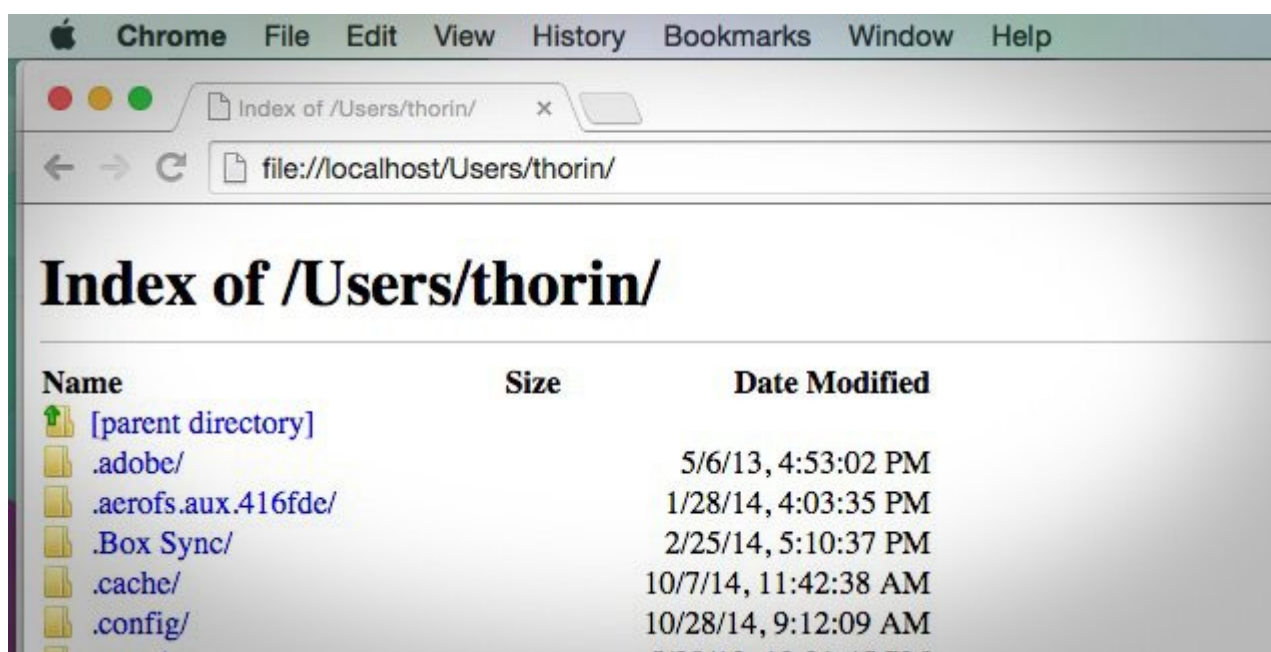 Chrome File Edit View History Bookmarks Window Help
Index of /Users/thorin/
file://localhost/Users/thorin/
Index of /Users/thorin/
Name Size Date Modified
[parent directory]
.adobe/ 5/6/13, 4:53:02 PM
.aerofs.aux.416fde/ 1/28/14, 4:03:35 PM
.Box Sync/ 2/25/14, 5:10:37 PM
.cache/ 10/7/14, 11:42:38 AM
.config/ 10/28/14, 9:12:09 AM